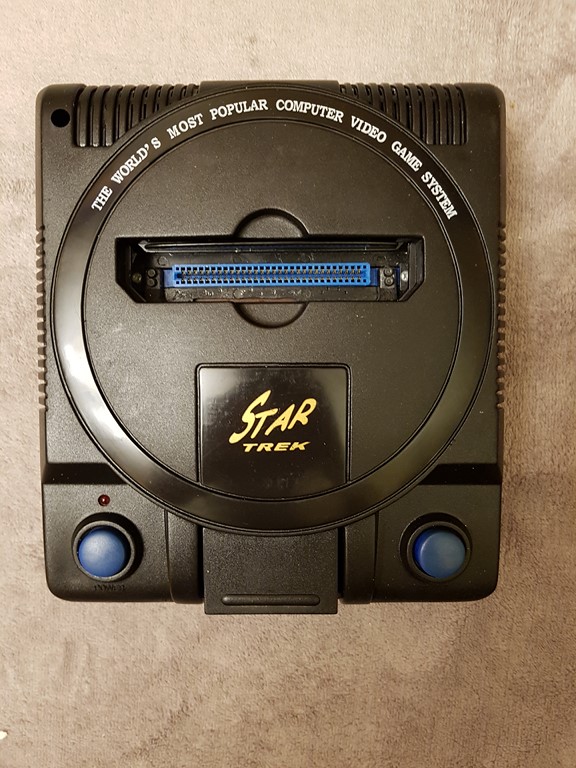 THE WORLD'S MOST POPULAR COMPUTER VIDEO GAME SYSTEM
STAR
TREK